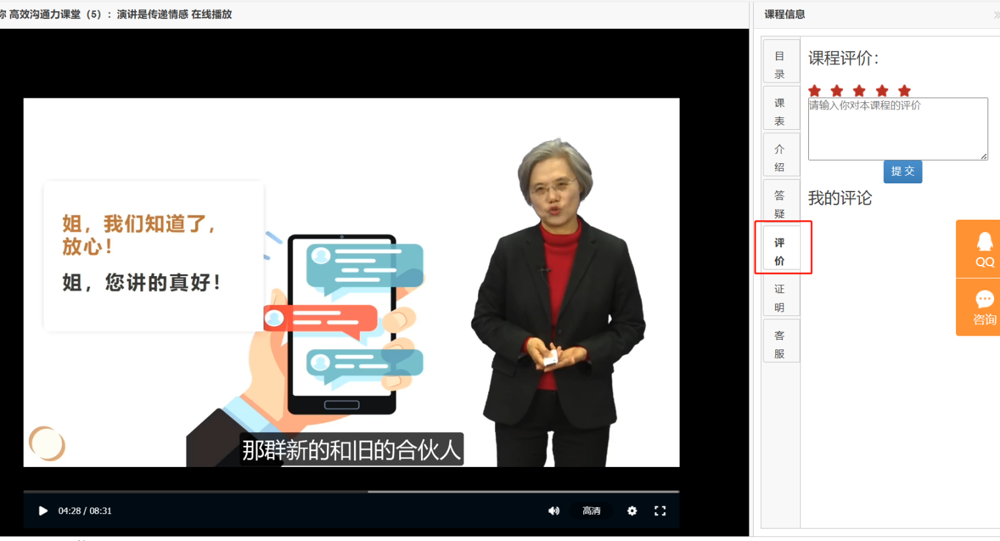 你 高效沟通力课堂（5）：演讲是传递情感 在线播放
课程信息
目录
课表
介绍
答疑
评价
证明
客服
课程评价：
请输入你对本课程的评价
提 交
我的评论
QQ
咨询
姐，我们知道了，
放心！
姐，您讲的真好！
那群新的和旧的合伙人
04:28 / 08:31
高清